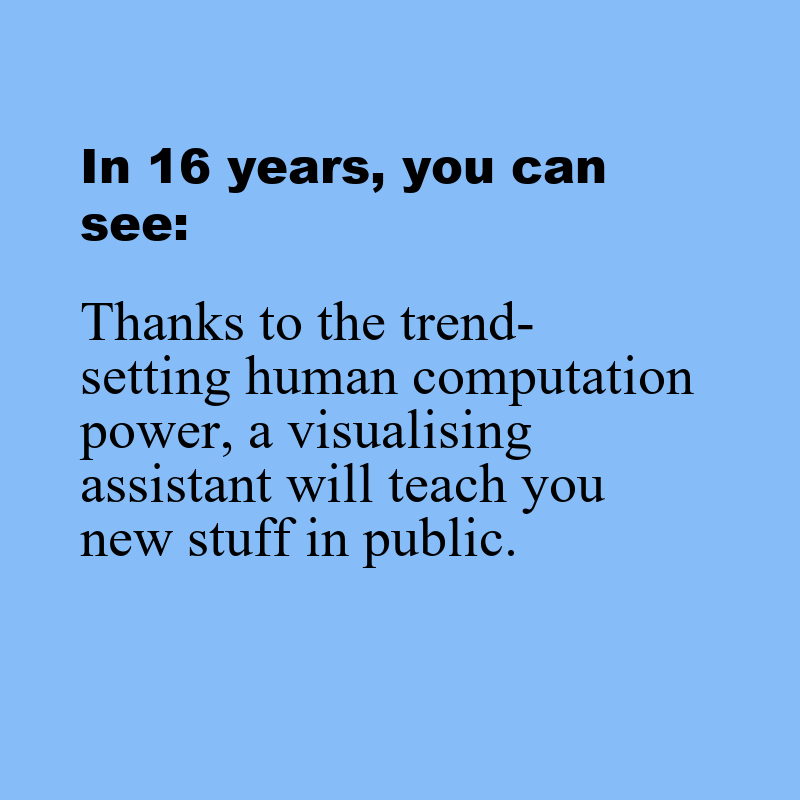 In 16 years, you can
see:
Thanks to the trend-
setting human computation
power, a visualising
assistant will teach you
new stuff in public.